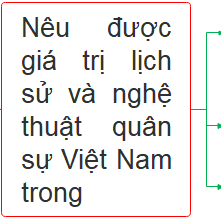 Nêu được
giá trị lịch
sử và nghệ
thuật quân
sự Việt Nam
trong